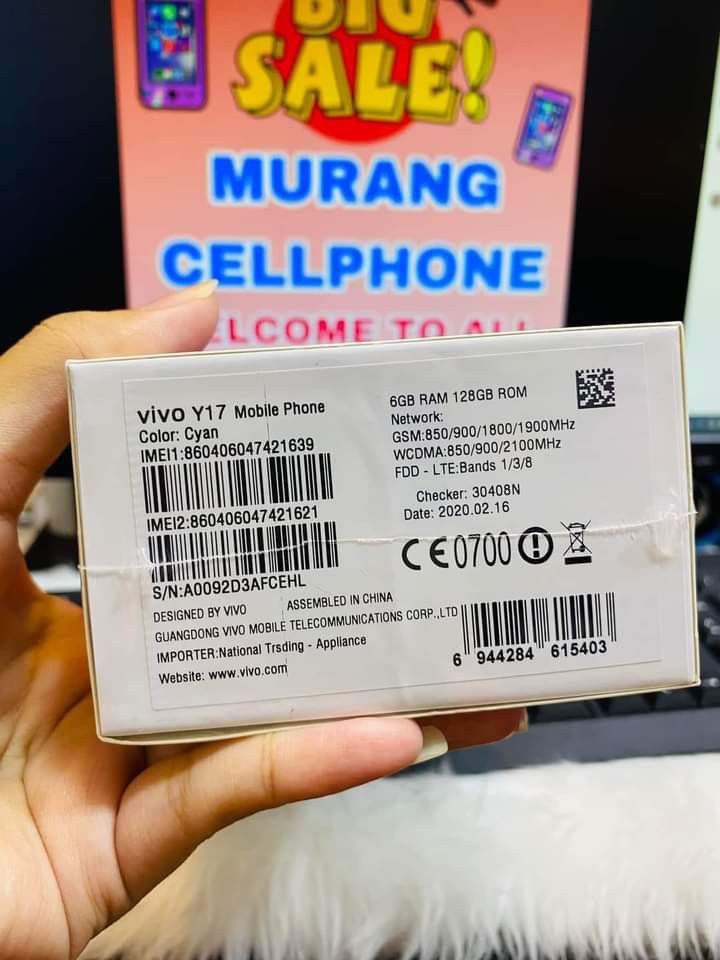 BIG
SALE!
MURANG
CELLPHONE
WELCOME TO ALL
vivo Y17 Mobile Phone
Color: Cyan
IMEI1:860406047421639
IMEI2:860406047421621
S/N:A0092D3AFCEHL
DESIGNED BY VIVO ASSEMBLED IN CHINA
GUANGDONG VIVO MOBILE TELECOMMUNICATIONS CORP.,LTD
IMPORTER:National Trsding - Appliance
Website: www.vivo.com
6GB RAM 128GB ROM
Network:
GSM:850/900/1800/1900MHz
WCDMA:850/900/2100MHz
FDD - LTE:Bands 1/3/8
Checker: 30408N
Date: 2020.02.16
CE0700
6 944284 615403